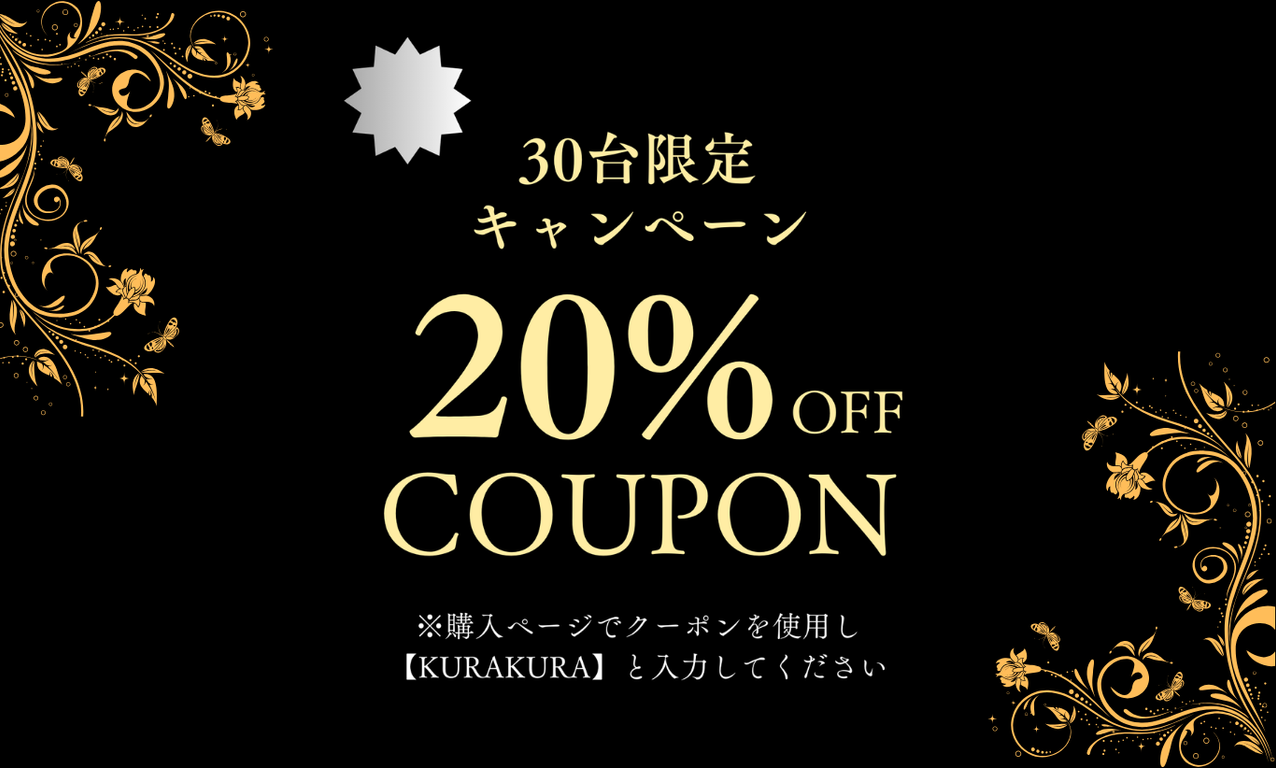 30台限定
キャンペーン
20% OFF
COUPON
※購入ページでクーポンを使用し
【KURAKURA】と入力してください